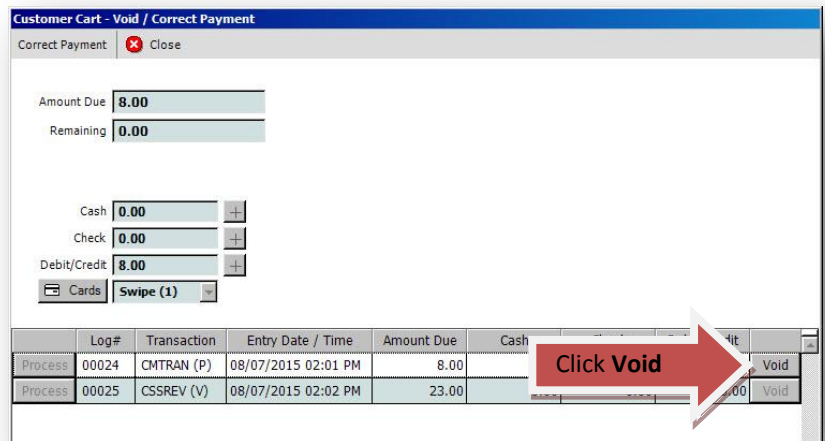 Customer Cart - Void / Correct Payment
Correct Payment Close
Amount Due 8.00
Remaining 0.00
Cash 0.00 +
Check 0.00 +
Debit/Credit 8.00 +
Cards Swipe (1)
Log# Transaction Entry Date / Time Amount Due Cash
Click Void
Process 00024 CMTRAN (P) 08/07/2015 02:01 PM 8.00 Void
Process 00025 CSSREV (V) 08/07/2015 02:02 PM 23.00 Void